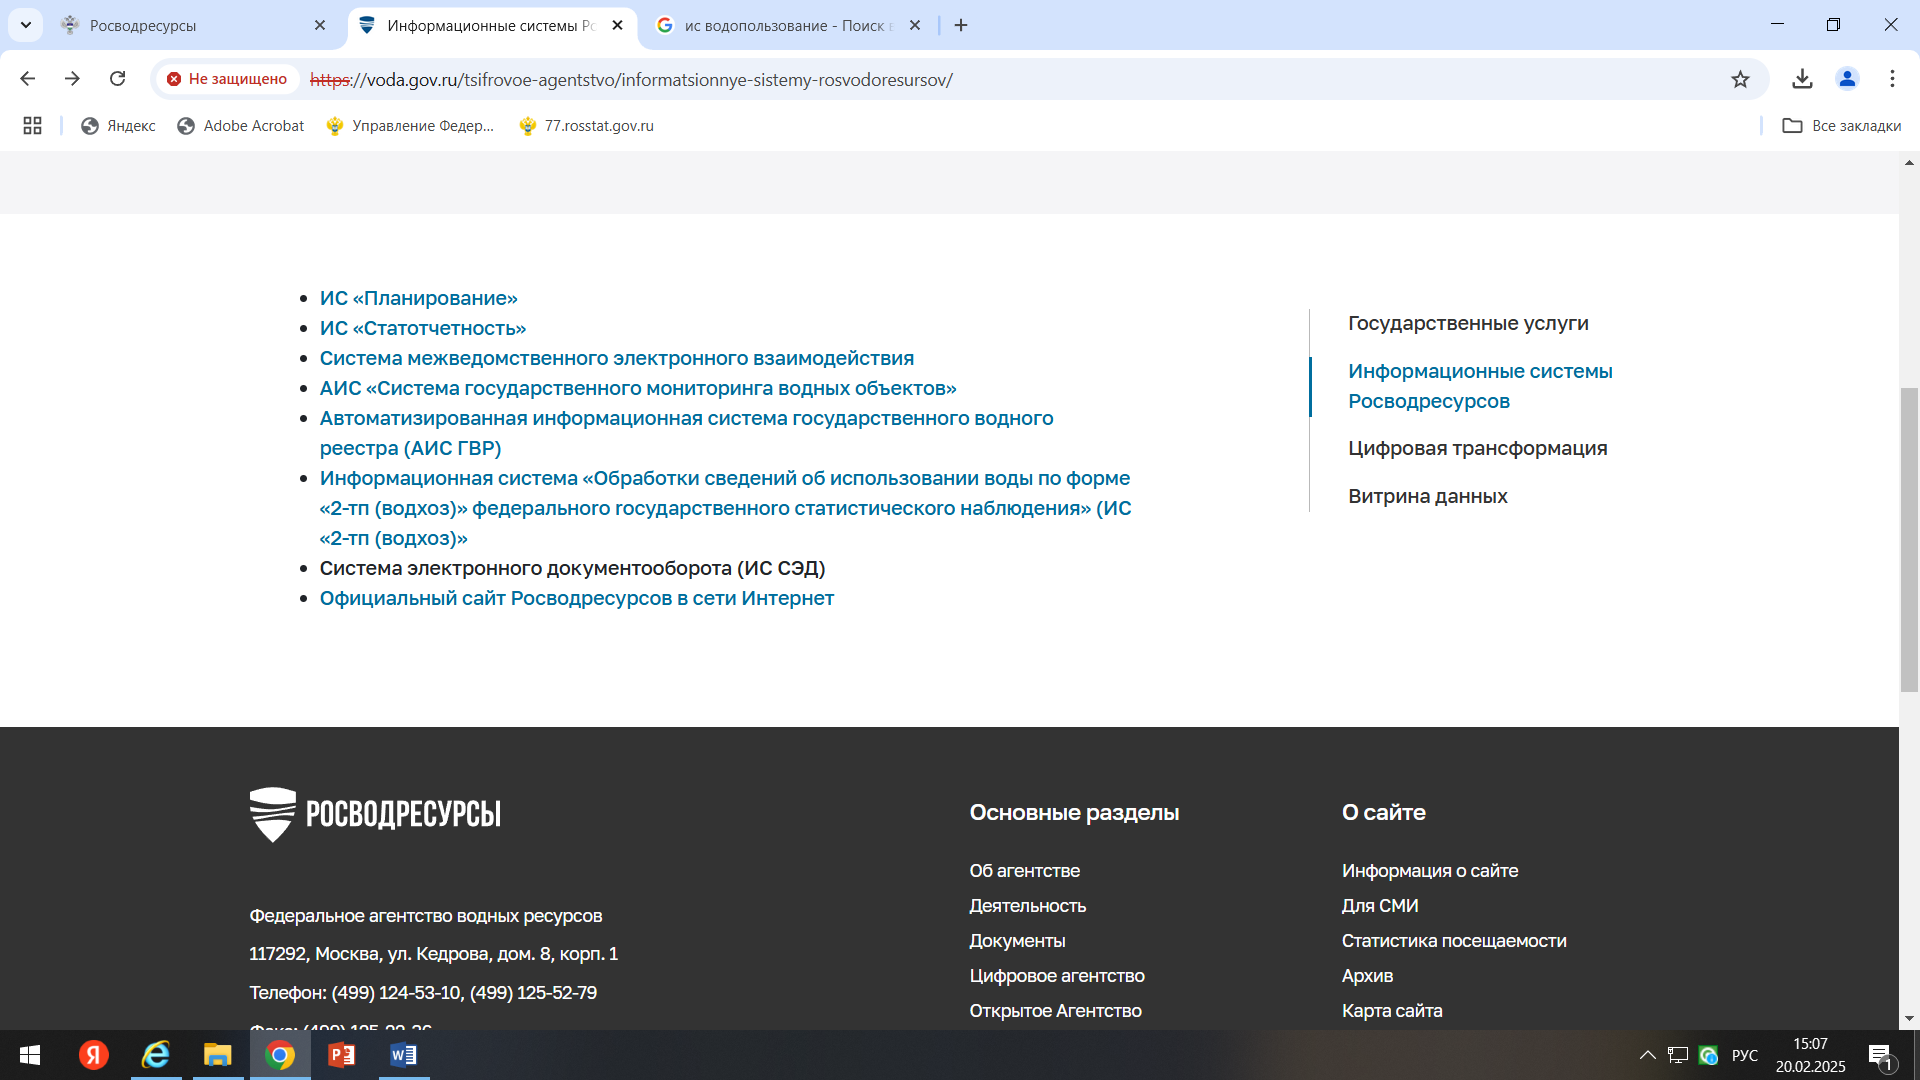 Росводресурсы
Информационные системы Рс
ис водопользование - Поиск в
Не защищено
https://voda.gov.ru/tsifrovoe-agentstvo/informatsionnye-sistemy-rosvodoresursov/
Яндекс
Adobe Acrobat
Управление Федер...
77.rosstat.gov.ru
Все закладки
ИС «Планирование»
ИС «Статотчетность»
Система межведомственного электронного взаимодействия
АИС «Система государственного мониторинга водных объектов»
Автоматизированная информационная система государственного водного
реестра (АИС ГВР)
Информационная система «Обработки сведений об использовании воды по форме
«2-тп (водхоз)» федерального государственного статистического наблюдения» (ИС
«2-тп (водхоз)»
Система электронного документооборота (ИС СЭД)
Официальный сайт Росводресурсов в сети Интернет
Государственные услуги
Информационные системы
Росводресурсов
Цифровая трансформация
Витрина данных
РОСВОДРЕСУРСЫ
Федеральное агентство водных ресурсов
117292, Москва, ул. Кедрова, дом. 8, корп. 1
Телефон: (499) 124-53-10, (499) 125-52-79
Факс: (499) 125-22-36
Основные разделы
Об агентстве
Деятельность
Документы
Цифровое агентство
Открытое Агентство
О сайте
Информация о сайте
Для СМИ
Статистика посещаемости
Архив
Карта сайта
РУС
15:07
20.02.2025
1